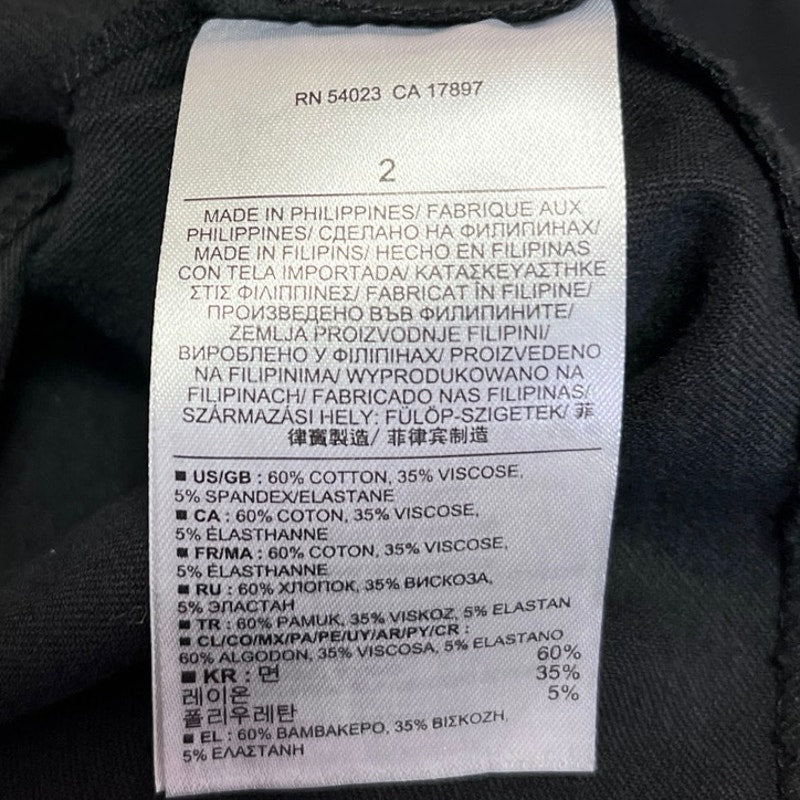 RN 54023 CA 17897
2
MADE IN PHILIPPINES/ FABRIQUE AUX
PHILIPPINES/ СДЕЛАНО НА ФИЛИПИНАХ/
MADE IN FILIPINS/ HECHO EN FILIPINAS
CON TELA IMPORTADA/ ΚΑΤΑΣΚΕΥΑΣΤΗΚΕ
ΣΤΙΣ ΦΙΛΙΠΠΙΝΕΣ/ FABRICAT ÎN FILIPINE/
ПРОИЗВЕДЕНО ВЪВ ФИЛИПИНИТЕ/
ZEMLJA PROIZVODNJE FILIPINI/
ВИРОБЛЕНО У ФІЛІПІНАХ/ PROIZVEDENO
NA FILIPINIMA/ WYPRODUKOWANO NA
FILIPINACH/ FABRICADO NAS FILIPINAS/
SZÁRMAZÁSI HELY: FÜLÖP-SZIGETEK/ 菲
律賓製造/ 菲律宾制造
■ US/GB : 60% COTTON, 35% VISCOSE,
5% SPANDEX/ELASTANE
■ CA : 60% COTON, 35% VISCOSE,
5% ÉLASTHANNE
■ FR/MA : 60% COTON, 35% VISCOSE,
5% ÉLASTHANNE
■ RU : 60% ХЛОПОК, 35% ВИСКОЗА,
5% ЭЛАСТАН
■ TR : 60% PAMUK, 35% VISKOZ, 5% ELASTAN
■ CL/CO/MX/PA/PE/UY/AR/PY/CR :
60% ALGODON, 35% VISCOSA, 5% ELASTANO
■ KR : 면 60%
레이온 35%
폴리우레탄 5%
■ EL : 60% ΒΑΜΒΑΚΕΡΟ, 35% ΒΙΣΚΟΖΗ,
5% ΕΛΑΣΤΑΝΗ